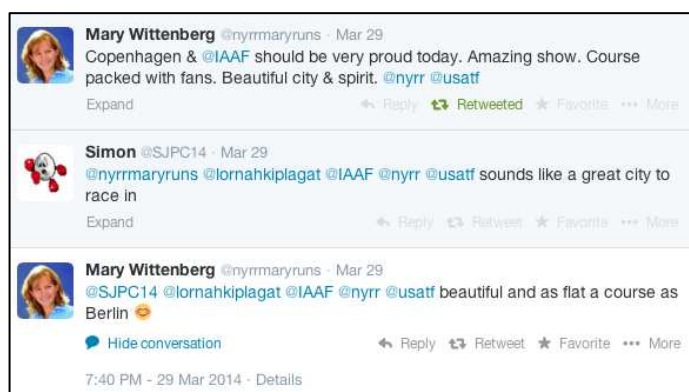 Mary Wittenberg @nyrrmaryruns · Mar 29
Copenhagen & @IAAF should be very proud today. Amazing show. Course
packed with fans. Beautiful city & spirit. @nyrr @usatf
Expand Reply Retweeted Favorite ••• More
Simon @SJPC14 · Mar 29
@nyrrmaryruns @lornahkiplagat @IAAF @nyrr @usatf sounds like a great city to
race in
Expand Reply Retweet Favorite ••• More
Mary Wittenberg @nyrrmaryruns · Mar 29
@SJPC14 @lornahkiplagat @IAAF @nyrr @usatf beautiful and as flat a course as
Berlin 😊
Hide conversation Reply Retweet Favorite ••• More
7:40 PM - 29 Mar 2014 · Details